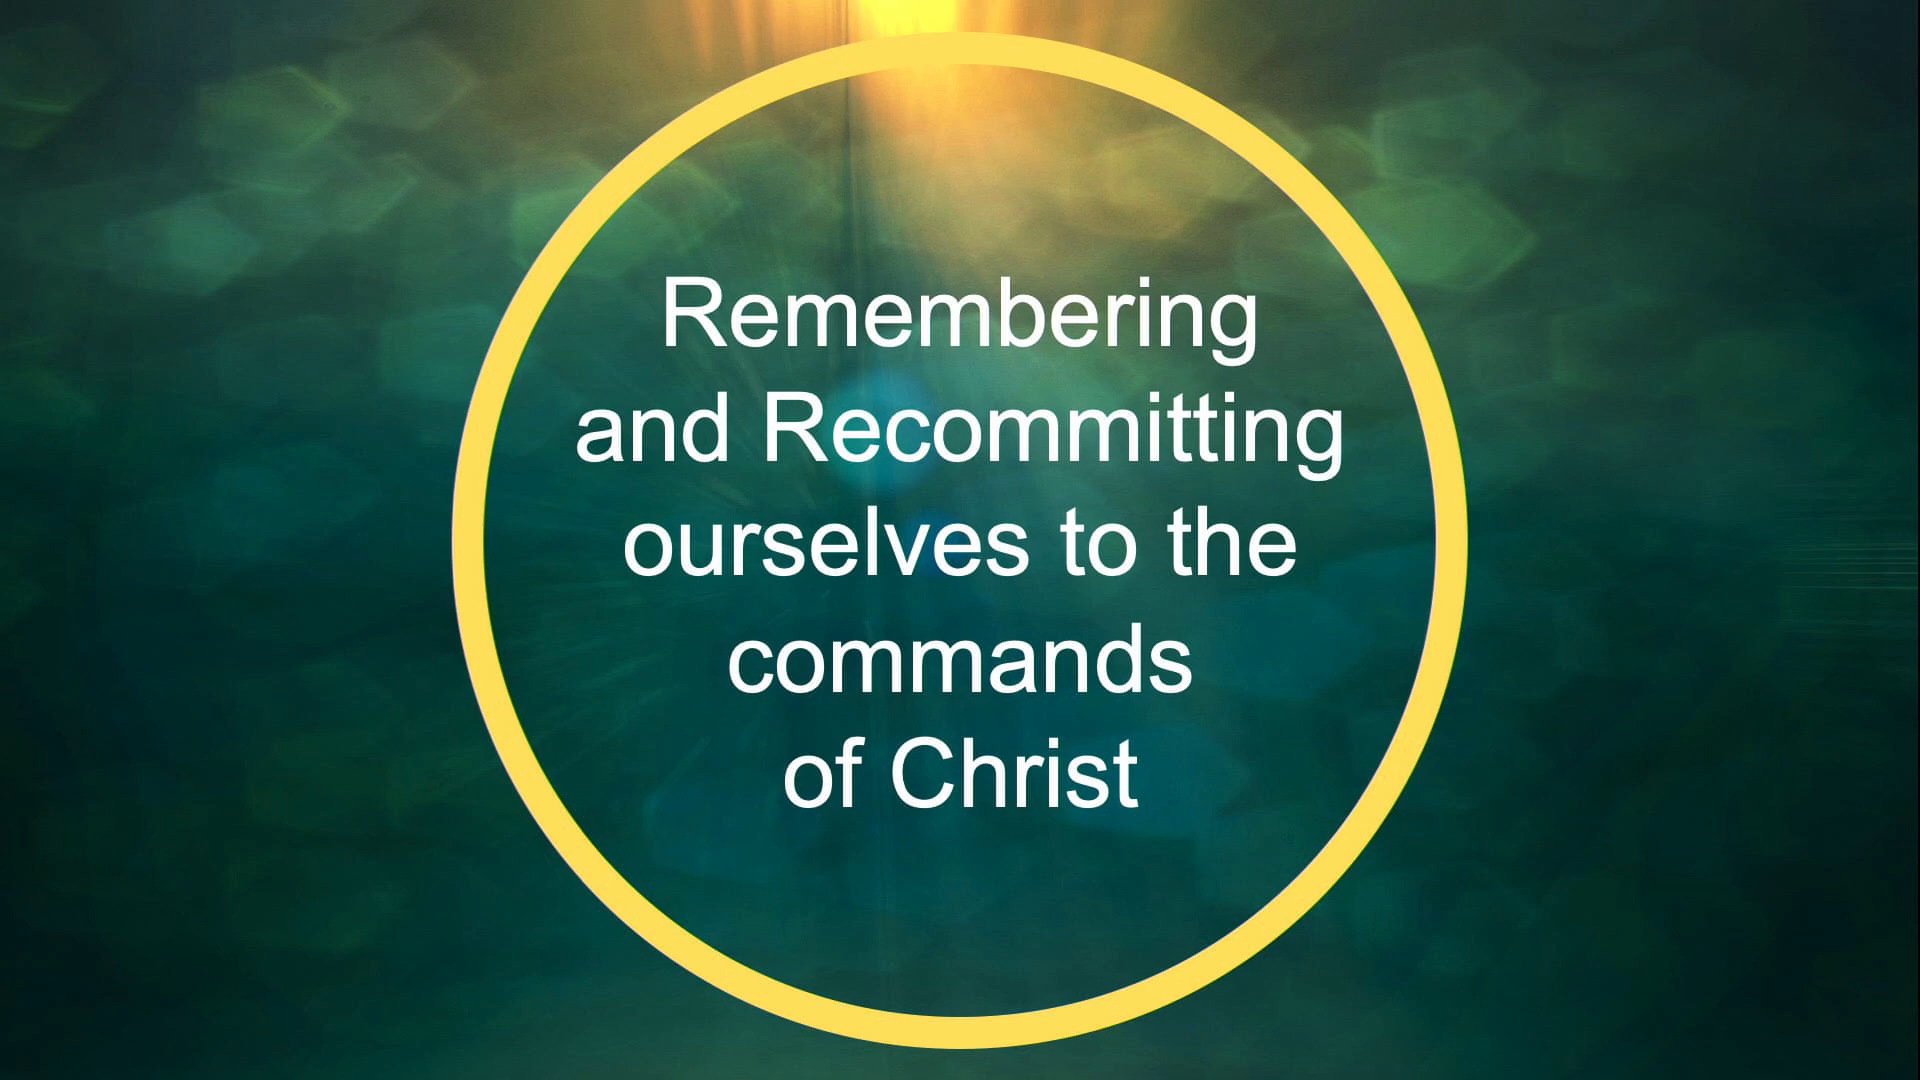 Remembering
and Recommitting
ourselves to the
commands
of Christ